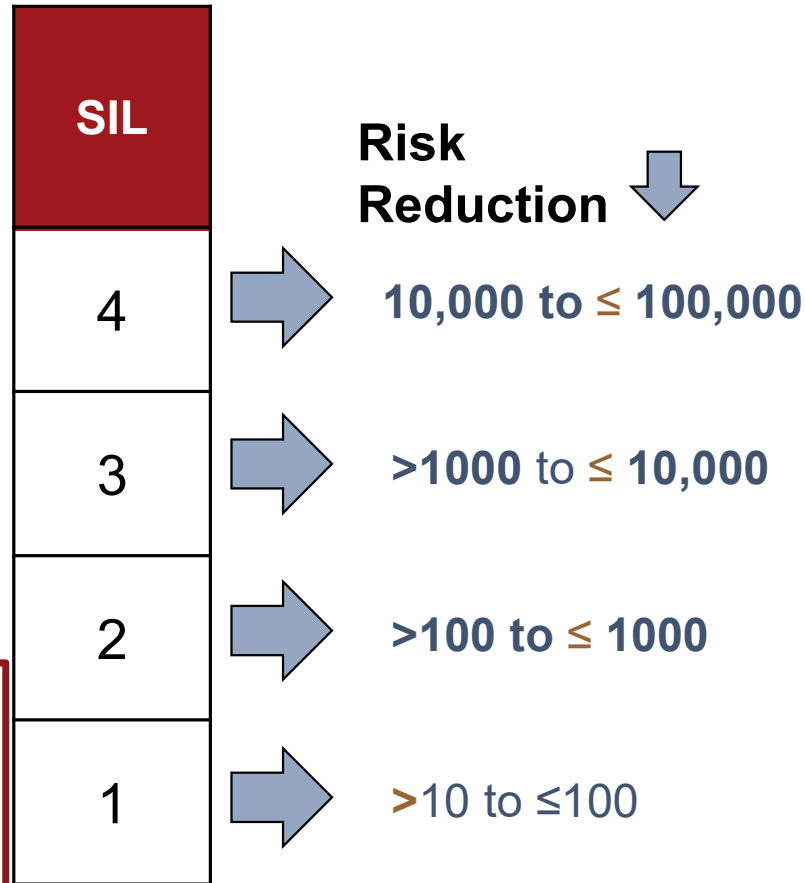 SIL
Risk
Reduction
4
10,000 to ≤ 100,000
3
>1000 to ≤ 10,000
2
>100 to ≤ 1000
1
>10 to ≤100